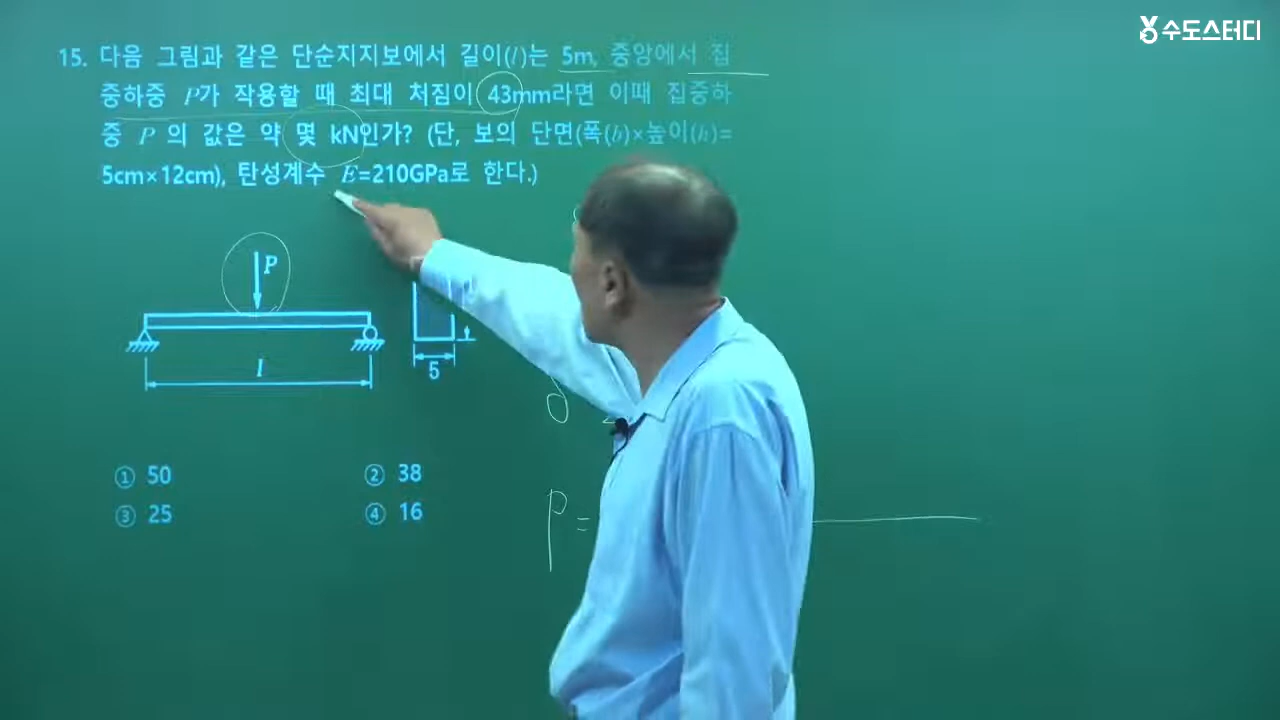 수도스터디
15. 다음 그림과 같은 단순지지보에서 길이(l)는 5m, 중앙에서 집
중하중 P가 작용할 때 최대 처짐이 43mm라면 이때 집중하
중 P 의 값은 약 몇 kN인가? (단, 보의 단면(폭(b)×높이(h)=
5cm×12cm), 탄성계수 E=210GPa로 한다.)
P
l
5
δ =
P =
① 50
② 38
③ 25
④ 16